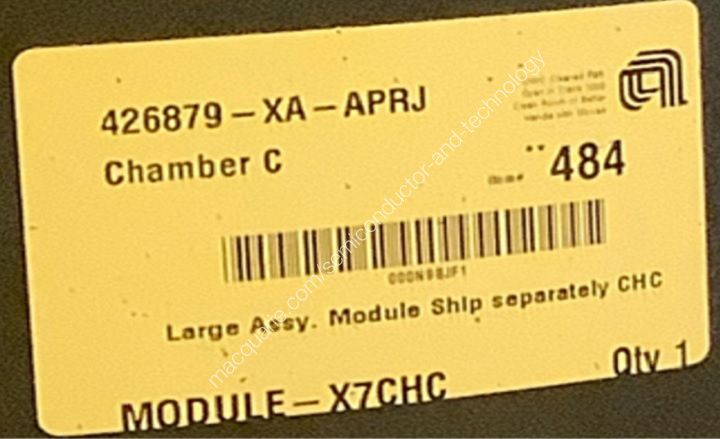 426879-XA-APRJ
Chamber C
Item# **484
000N9BJF1
Large Assy. Module Ship separately CHC
MODULE-X7CHC
Qty 1
macquarie.com/semiconductor-and-technology